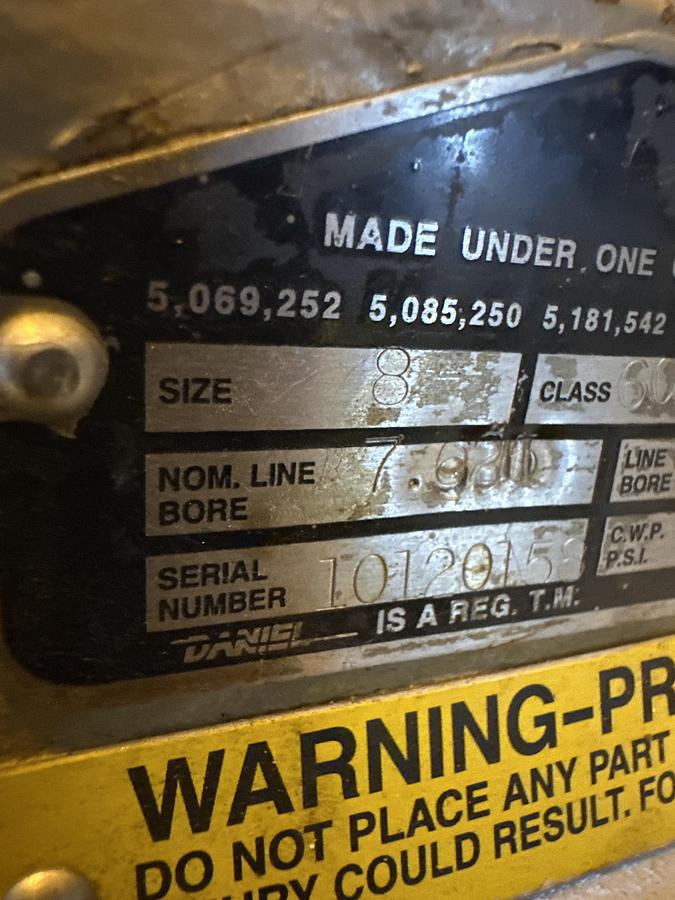 MADE UNDER ONE
5,069,252 5,085,250 5,181,542
SIZE 8 CLASS
NOM. LINE BORE LINE BORE
SERIAL NUMBER C.W.P. P.S.I.
DANIEL IS A REG. T.M.
WARNING-PR
DO NOT PLACE ANY PART
COULD RESULT. FO